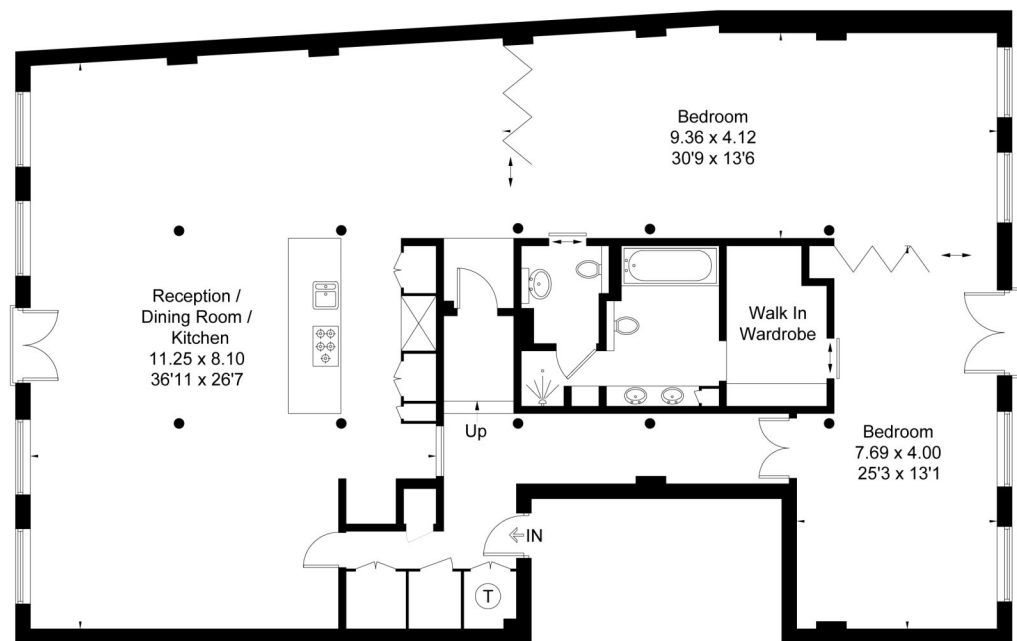 Bedroom
9.36 x 4.12
30'9 x 13'6
Reception /
Dining Room /
Kitchen
11.25 x 8.10
36'11 x 26'7
Walk In
Wardrobe
Up
Bedroom
7.69 x 4.00
25'3 x 13'1
IN
T